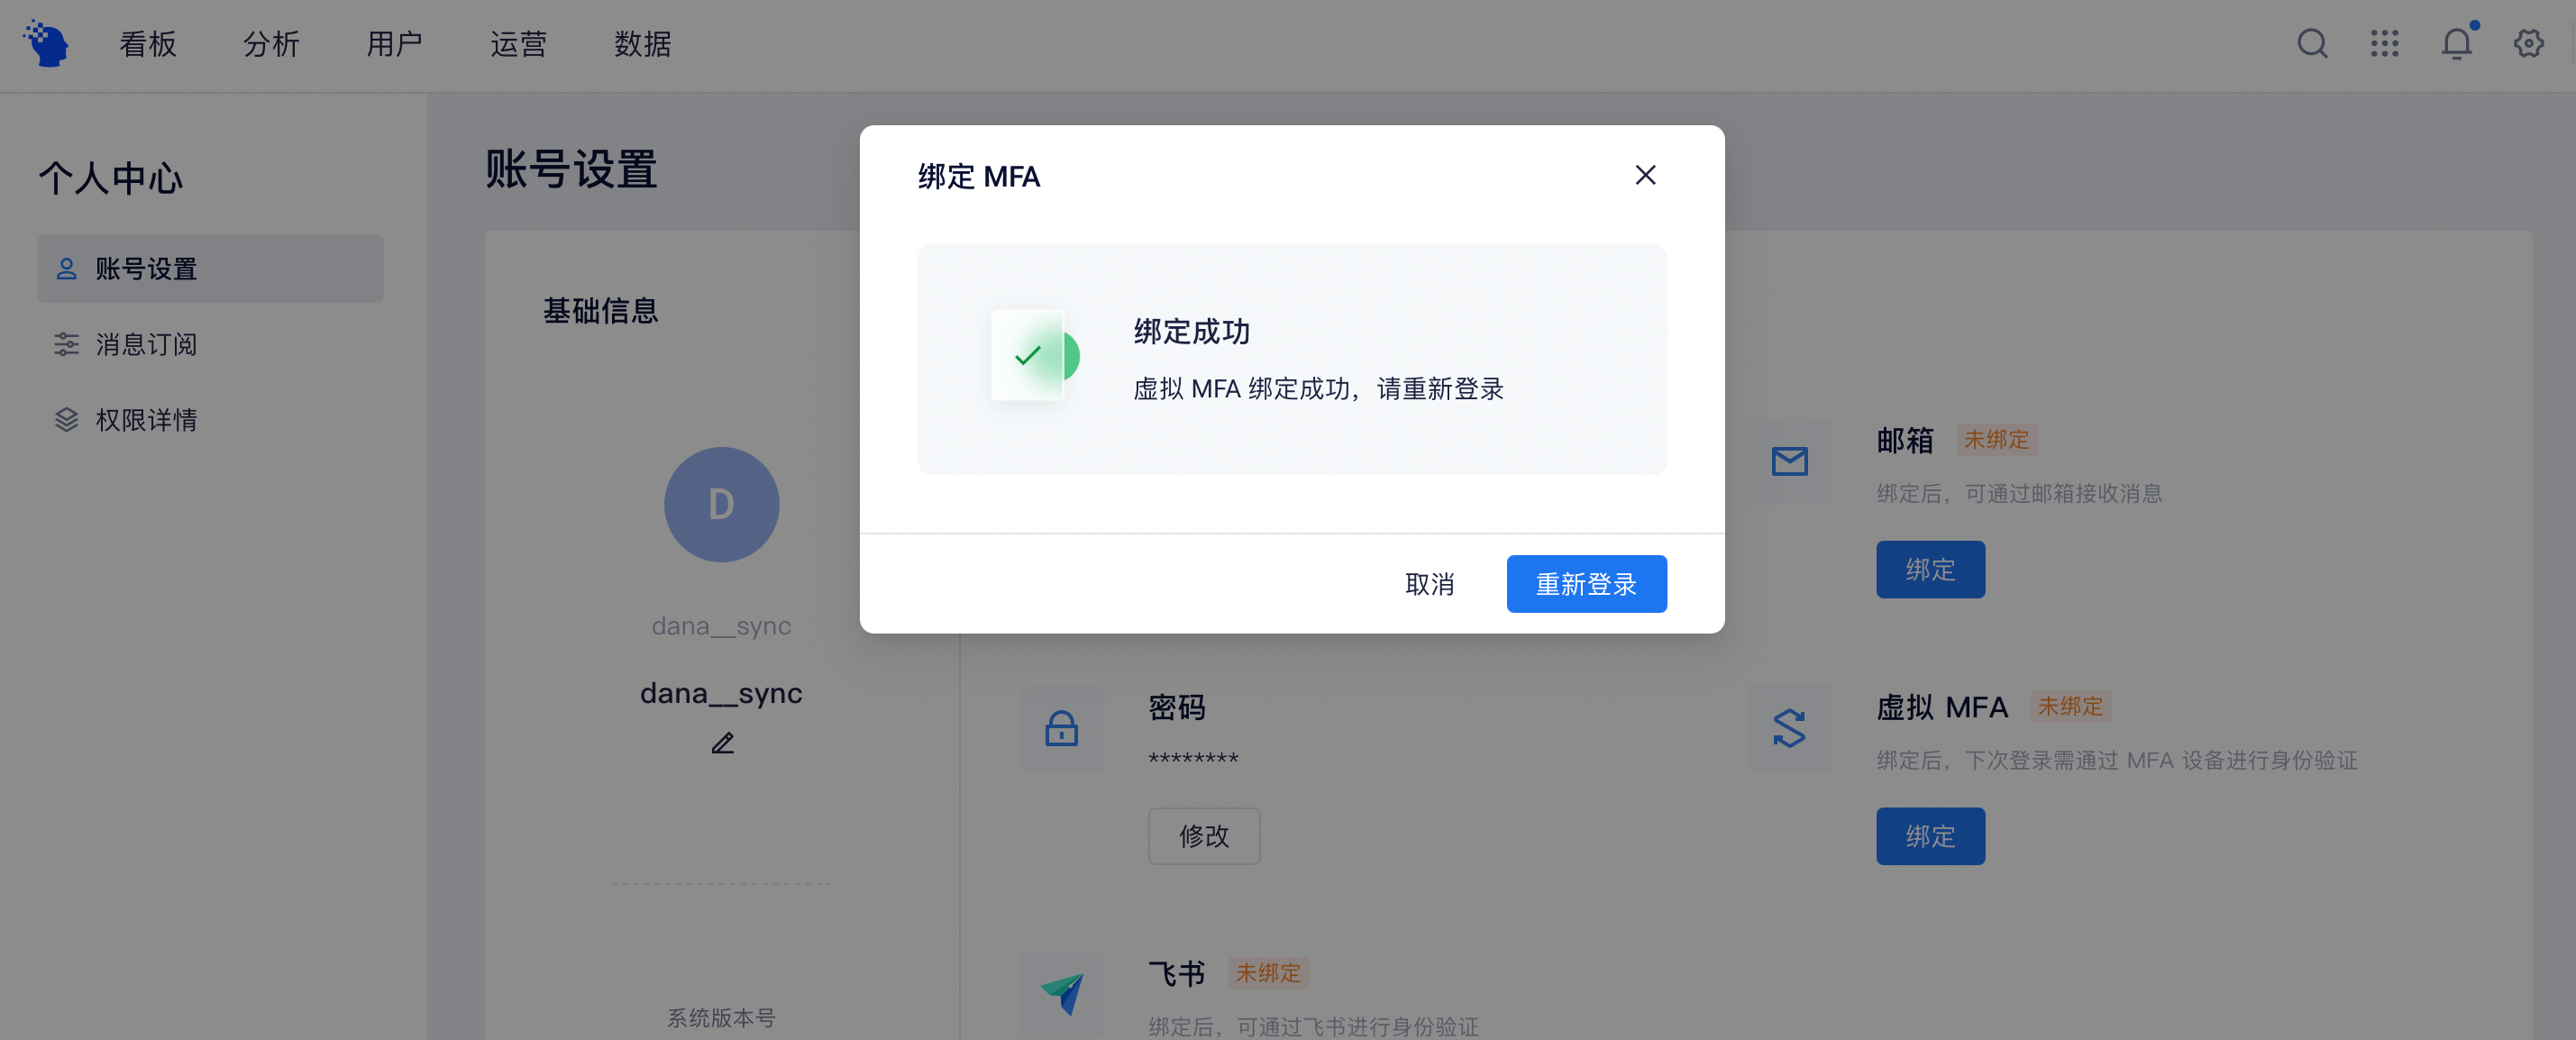 看板 分析 用户 运营 数据
个人中心
账号设置
消息订阅
权限详情
账号设置
基础信息
D
dana__sync
dana__sync
系统版本号
绑定 MFA
绑定成功
虚拟 MFA 绑定成功，请重新登录
取消 重新登录
邮箱 未绑定
绑定后，可通过邮箱接收消息
绑定
密码
********
修改
虚拟 MFA 未绑定
绑定后，下次登录需通过 MFA 设备进行身份验证
绑定
飞书 未绑定
绑定后，可通过飞书进行身份验证